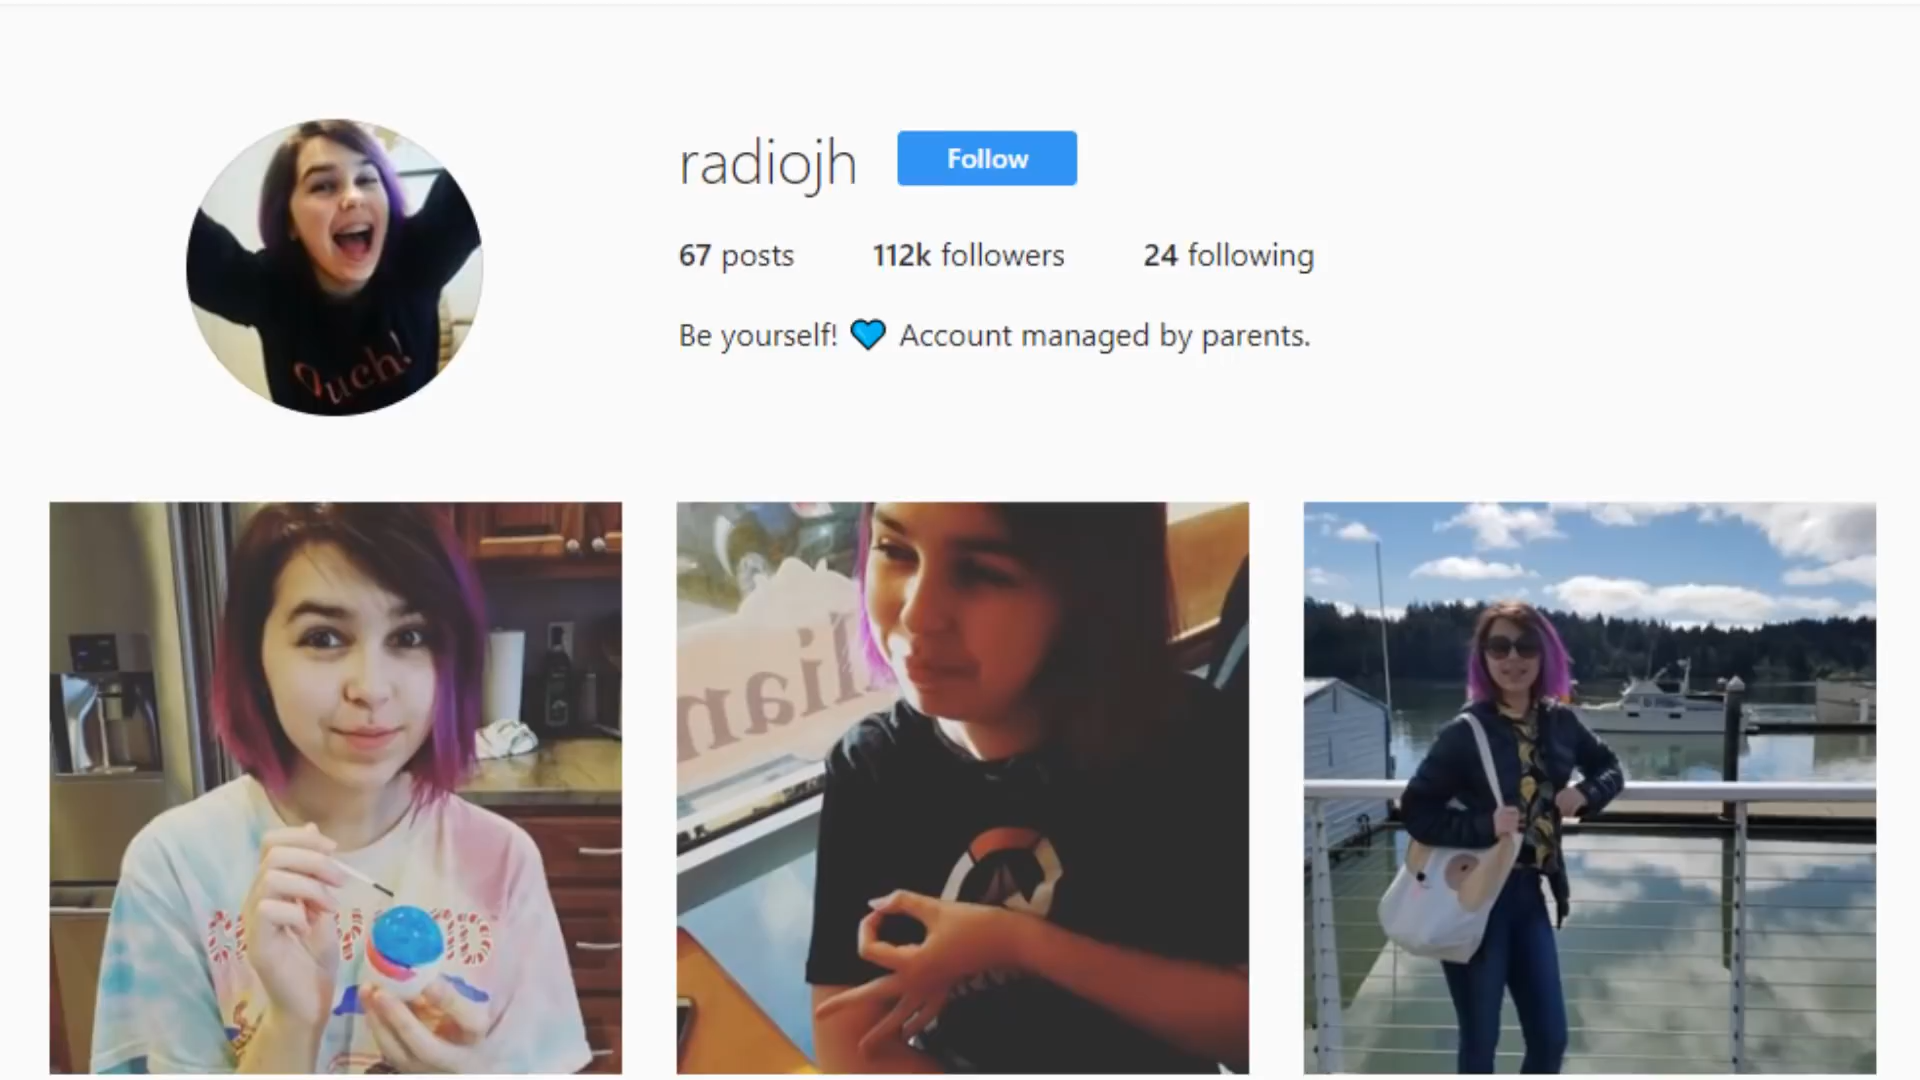 radiojh Follow
67 posts 112k followers 24 following
Be yourself! 💙 Account managed by parents.
Ouch!